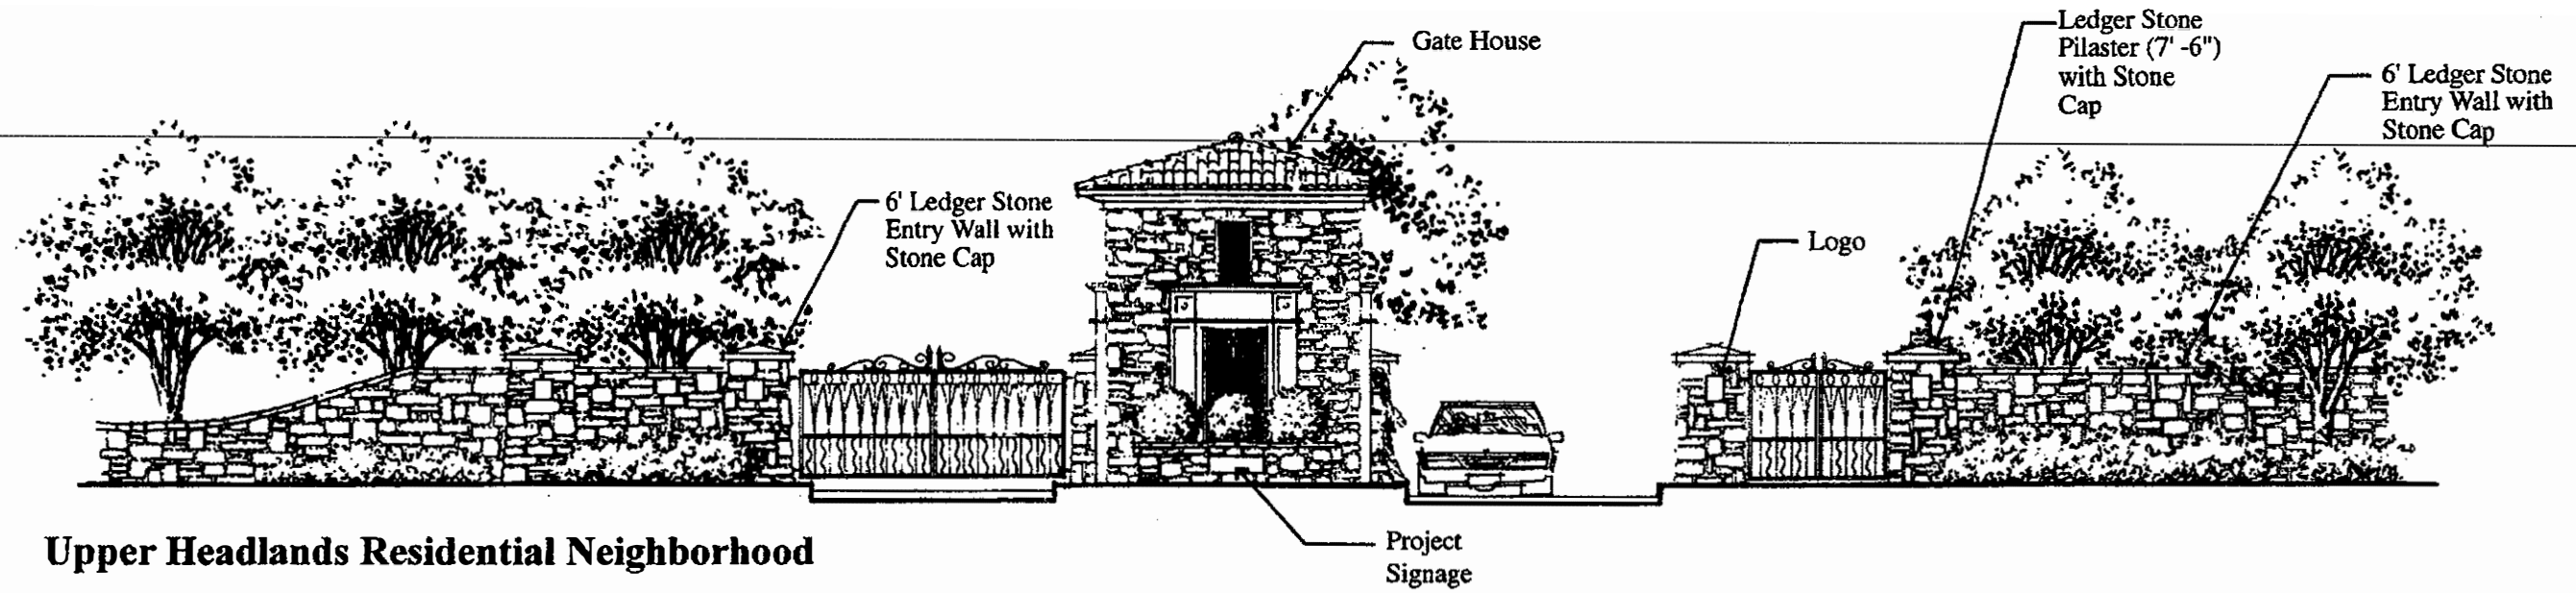 Gate House
Ledger Stone
Pilaster (7' -6")
with Stone
Cap
6' Ledger Stone
Entry Wall with
Stone Cap
6' Ledger Stone
Entry Wall with
Stone Cap
Logo
Project
Signage
Upper Headlands Residential Neighborhood